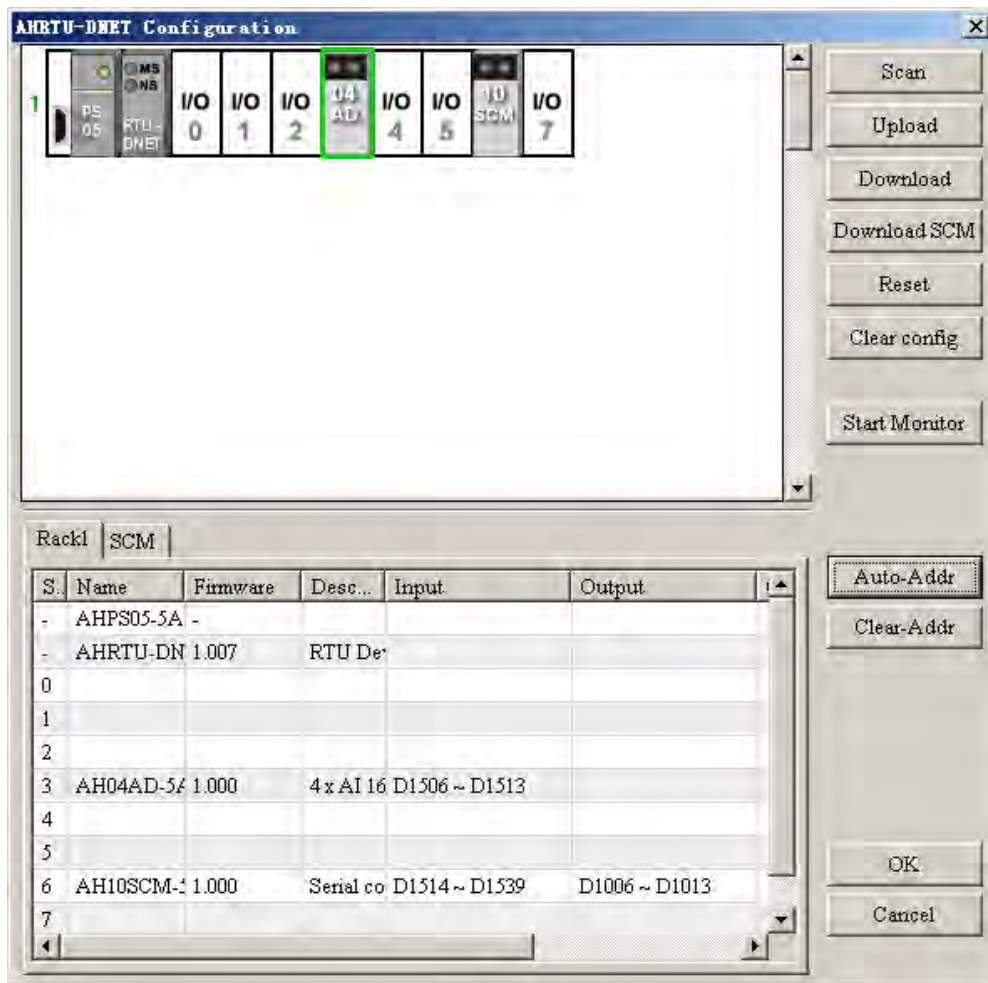 AHRTU-DNET Configuration
1
PS 05
MS
NS
RTU-DNET
I/O 0
I/O 1
I/O 2
04 AD
I/O 4
I/O 5
10 SCM
I/O 7
Scan
Upload
Download
Download SCM
Reset
Clear config
Start Monitor
Rack1 SCM
S. Name Firmware Desc... Input Output
- AHPS05-5A -
- AHRTU-DN 1.007 RTU De
0
1
2
3 AH04AD-5A 1.000 4 x AI 16 D1506 ~ D1513
4
5
6 AH10SCM-5 1.000 Serial co D1514 ~ D1539 D1006 ~ D1013
7
Auto-Addr
Clear-Addr
OK
Cancel